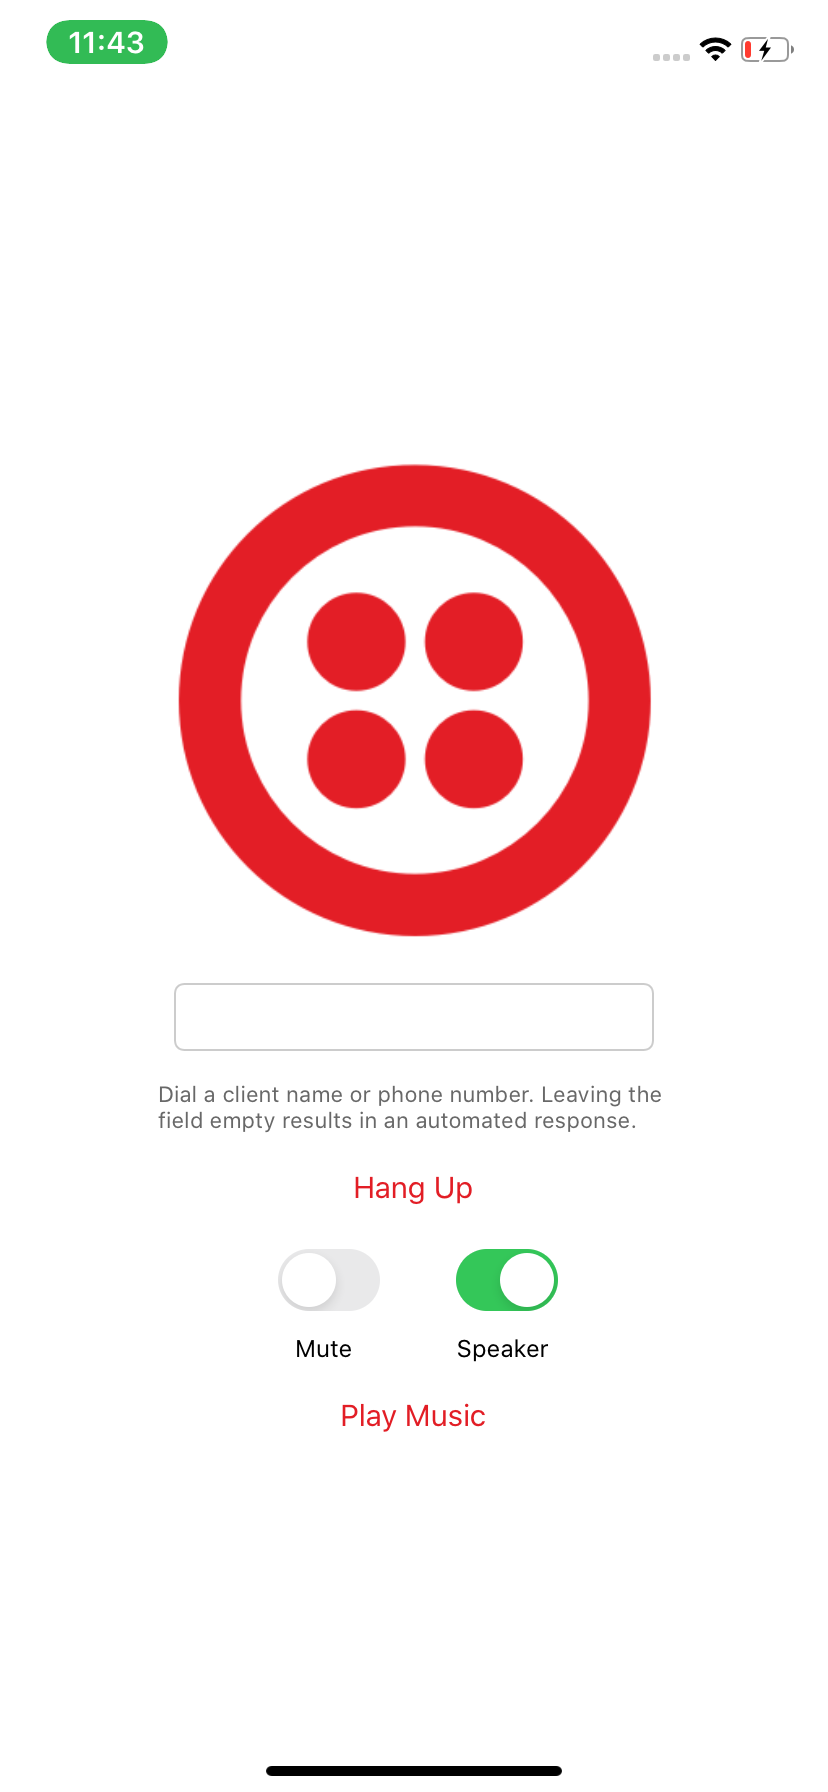 11:43
Dial a client name or phone number. Leaving the
field empty results in an automated response.
Hang Up
Mute
Speaker
Play Music